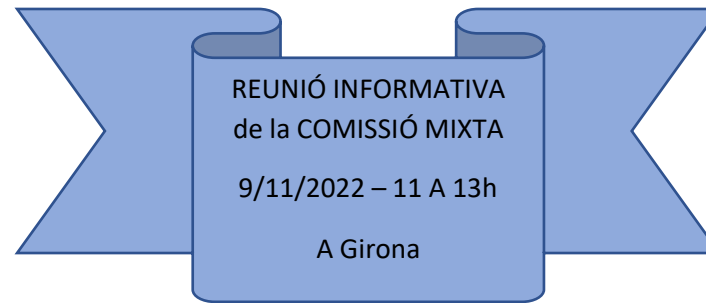 REUNIÓ INFORMATIVA
de la COMISSIÓ MIXTA
9/11/2022 – 11 A 13h
A Girona